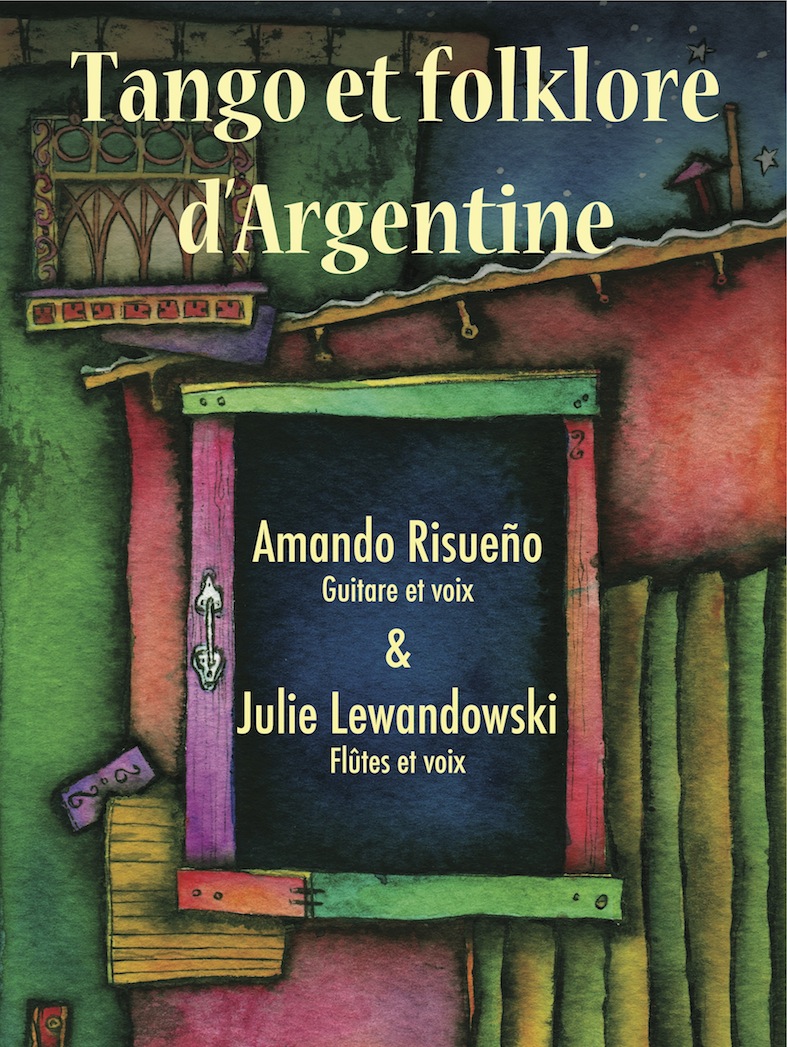 Tango et folklore
d'Argentine
Amando Risueño
Guitare et voix
&
Julie Lewandowski
Flûtes et voix